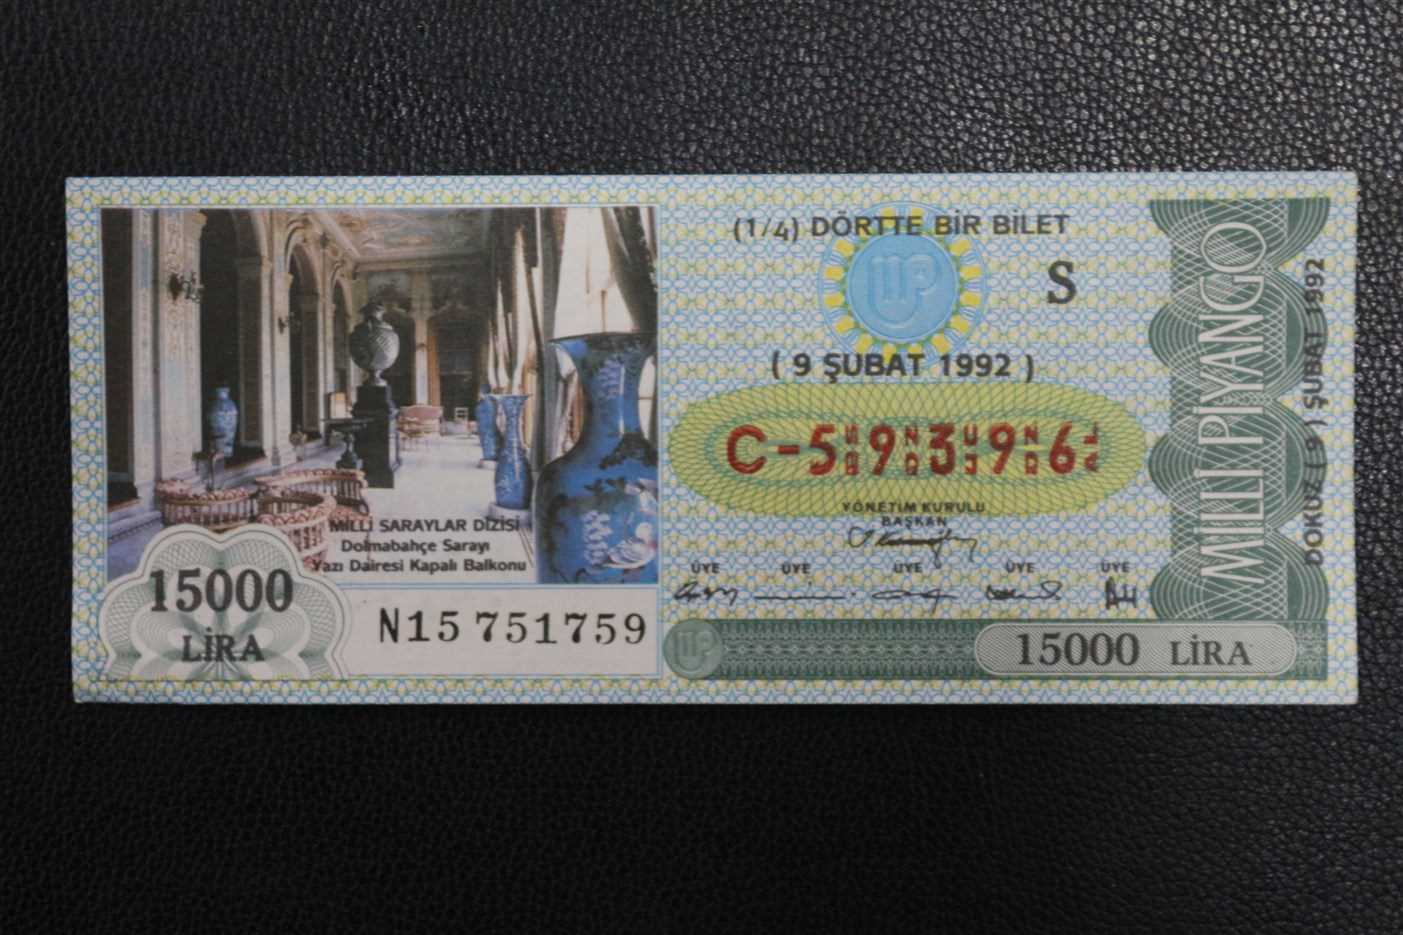 (1/4) DÖRTTE BİR BİLET
S
( 9 ŞUBAT 1992 )
C-59396
YÖNETİM KURULU
BAŞKAN
ÜYE ÜYE ÜYE ÜYE ÜYE
MİLLİ SARAYLAR DİZİSİ
Dolmabahçe Sarayı
Yazı Dairesi Kapalı Balkonu
15000
LİRA
N15 751759
15000 LİRA
MİLLİ PİYANGO
DOKUZ ( 9 ) ŞUBAT 1992